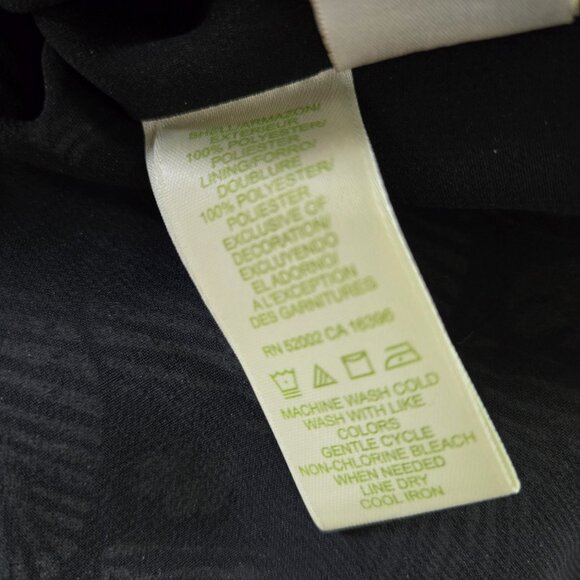 SHELL/ARMAZON/
EXTERIEUR
100% POLYESTER/
POLIESTER
LINING/FORRO/
DOUBLURE
100% POLYESTER/
POLIESTER
EXCLUSIVE OF
DECORATION/
EXCLUYENDO
EL ADORNO/
A L'EXCEPTION
DES GARNITURES
RN 52002 CA 16396
MACHINE WASH COLD
WASH WITH LIKE
COLORS
GENTLE CYCLE
NON-CHLORINE BLEACH
WHEN NEEDED
LINE DRY
COOL IRON